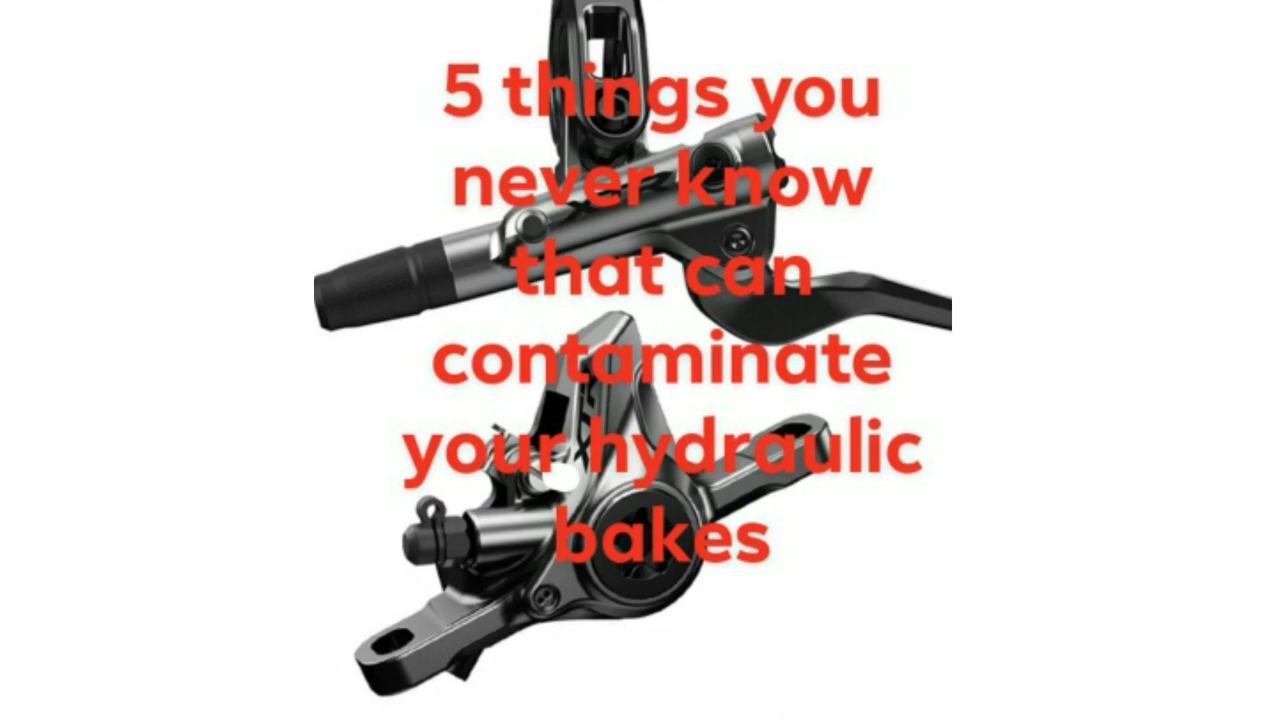 5 things you
never know
that can
contaminate
your hydraulic
bakes